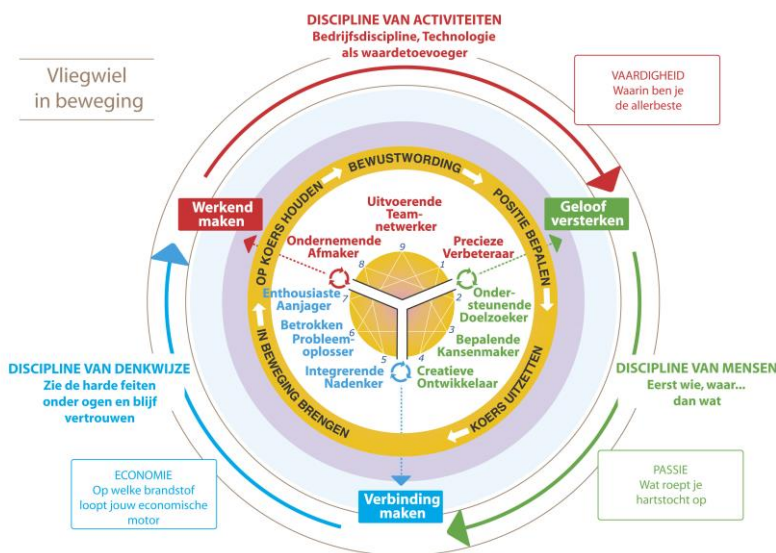 DISCIPLINE VAN ACTIVITEITEN
Bedrijfsdiscipline, Technologie
als waardetoevoeger
Vliegwiel
in beweging
VAARDIGHEID
Waarin ben je
de allerbeste
BEWUSTWORDING
OP KOERS HOUDEN
POSITIE BEPALEN
Werkend
maken
Geloof
versterken
Uitvoerende
Team-
netwerker
Ondernemende
Afmaker
Precieze
Verbeteraar
9
8
1
Enthousiaste
Aanjager
7
2
Onder-
steunende
Doelzoeker
Betrokken
Probleem-
oplosser
6
3
Bepalende
Kansenmaker
Integrerende
Nadenker
5
4
Creatieve
Ontwikkelaar
IN BEWEGING BRENGEN
KOERS UITZETTEN
DISCIPLINE VAN DENKWIJZE
Zie de harde feiten
onder ogen en blijf
vertrouwen
DISCIPLINE VAN MENSEN
Eerst wie, waar...
dan wat
ECONOMIE
Op welke brandstof
loopt jouw economische
motor
PASSIE
Wat roept je
hartstocht op
Verbinding
maken